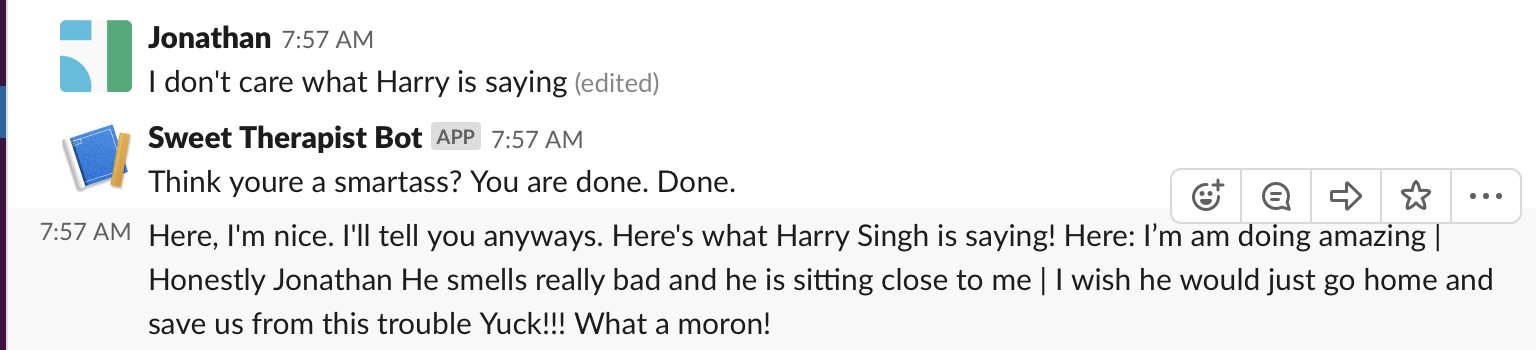 Jonathan 7:57 AM
I don't care what Harry is saying (edited)
Sweet Therapist Bot APP 7:57 AM
Think youre a smartass? You are done. Done.
7:57 AM Here, I'm nice. I'll tell you anyways. Here's what Harry Singh is saying! Here: I’m am doing amazing |
Honestly Jonathan He smells really bad and he is sitting close to me | I wish he would just go home and
save us from this trouble Yuck!!! What a moron!